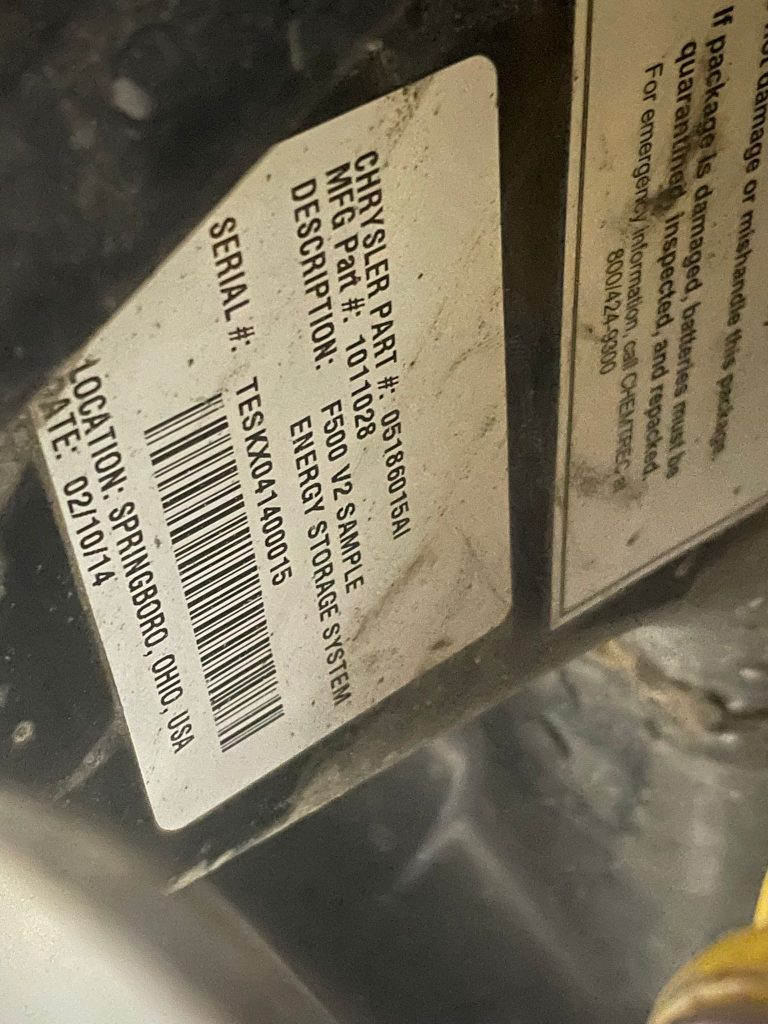 CHRYSLER PART #: 05186015AI
MFG Part #: 1011028
DESCRIPTION: F500 V2 SAMPLE
ENERGY STORAGE SYSTEM
SERIAL #: TESKX041400015
LOCATION: SPRINGBORO, OHIO, USA
DATE: 02/10/14
not damage or mishandle this package.
If package is damaged, batteries must be
quarantined, inspected, and repacked.
For emergency information, call CHEMTREC at
800/424-9300